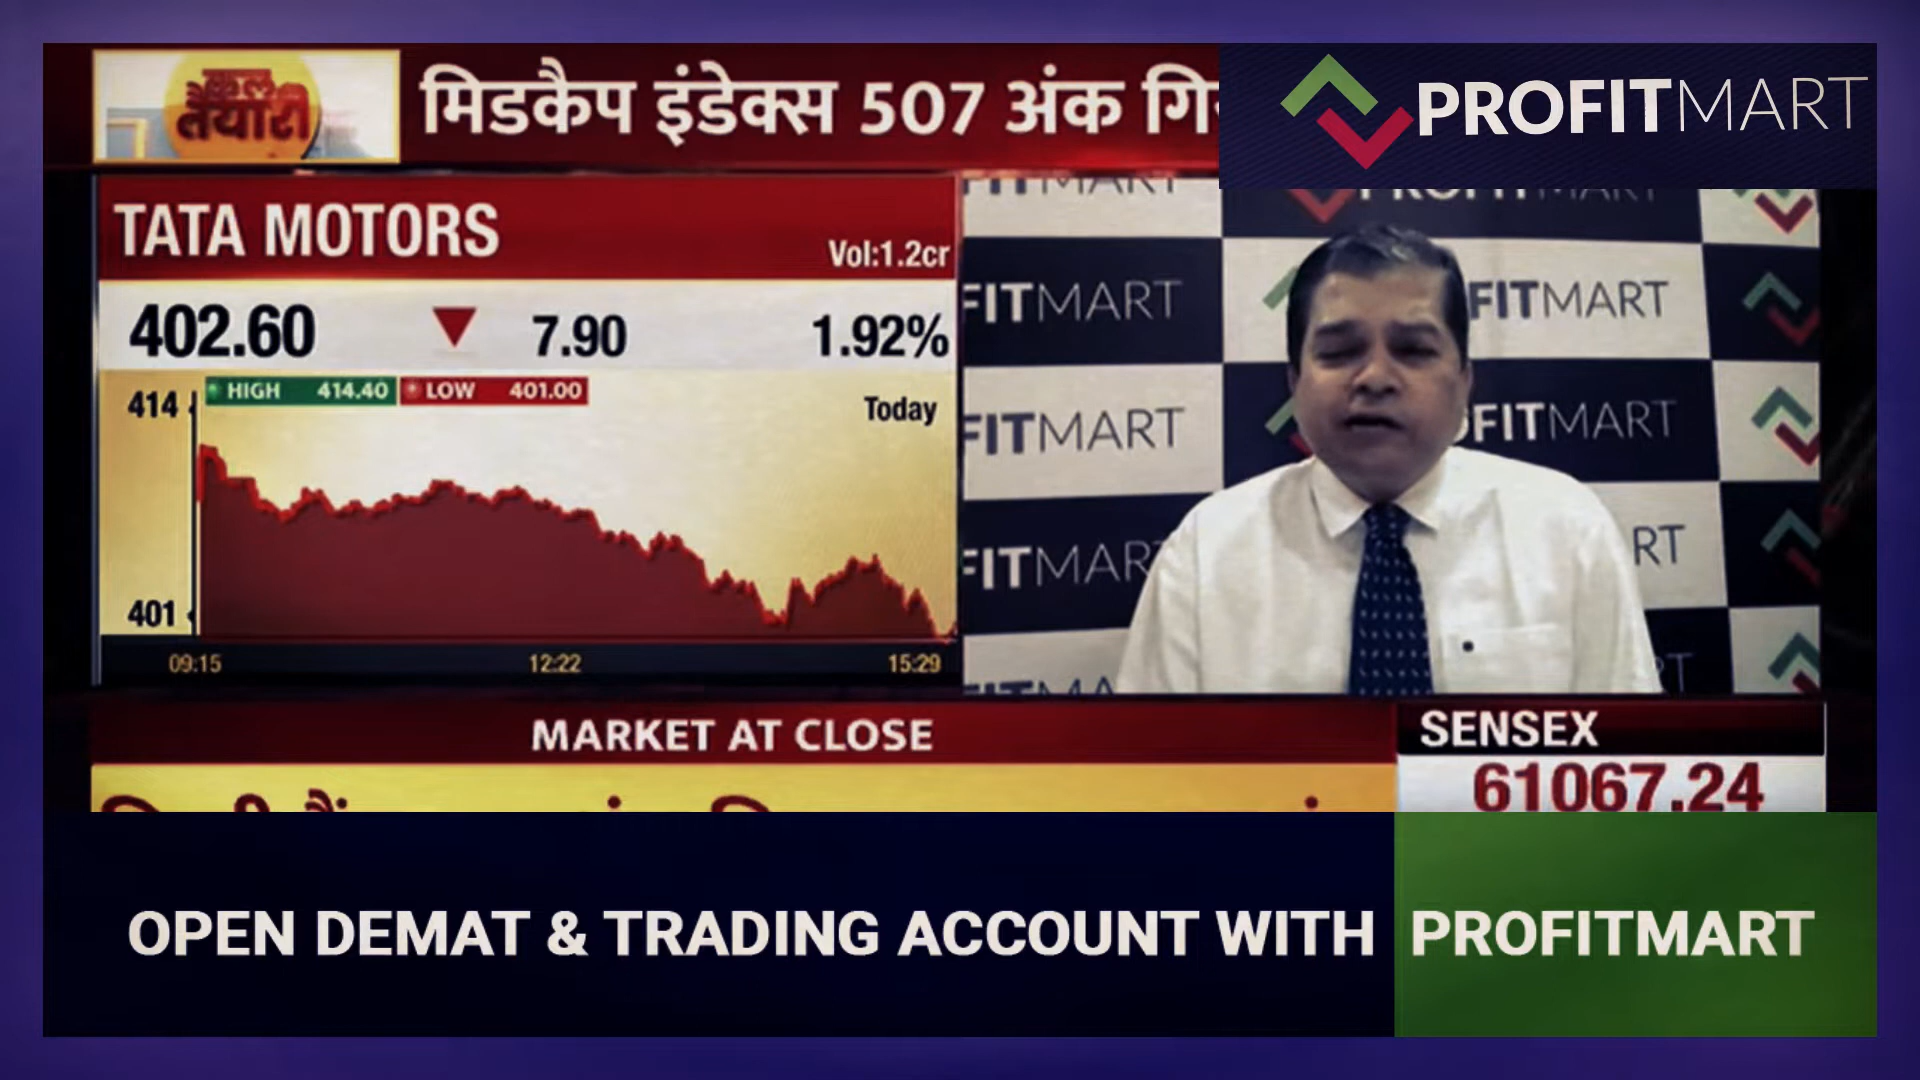 कल
तैयारी
मिडकैप इंडेक्स 507 अंक
PROFITMART
TATA MOTORS
Vol:1.2cr
402.60 ▼ 7.90 1.92%
HIGH 414.40 LOW 401.00
414
Today
401
09:15 12:22 15:29
FITMART
FITMART
FITMART
FITMART
RT
MARKET AT CLOSE
SENSEX
61067.24
OPEN DEMAT & TRADING ACCOUNT WITH PROFITMART